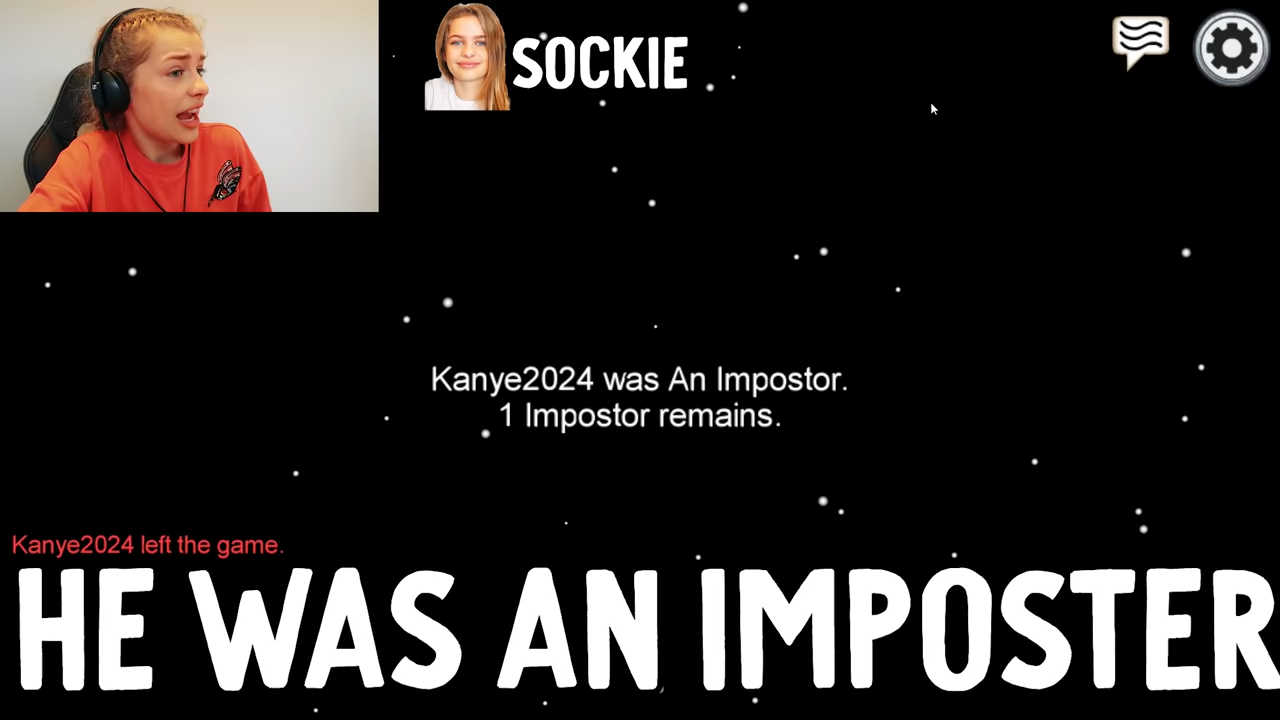 SOCKIE
Kanye2024 was An Impostor.
1 Impostor remains.
Kanye2024 left the game.
HE WAS AN IMPOSTER